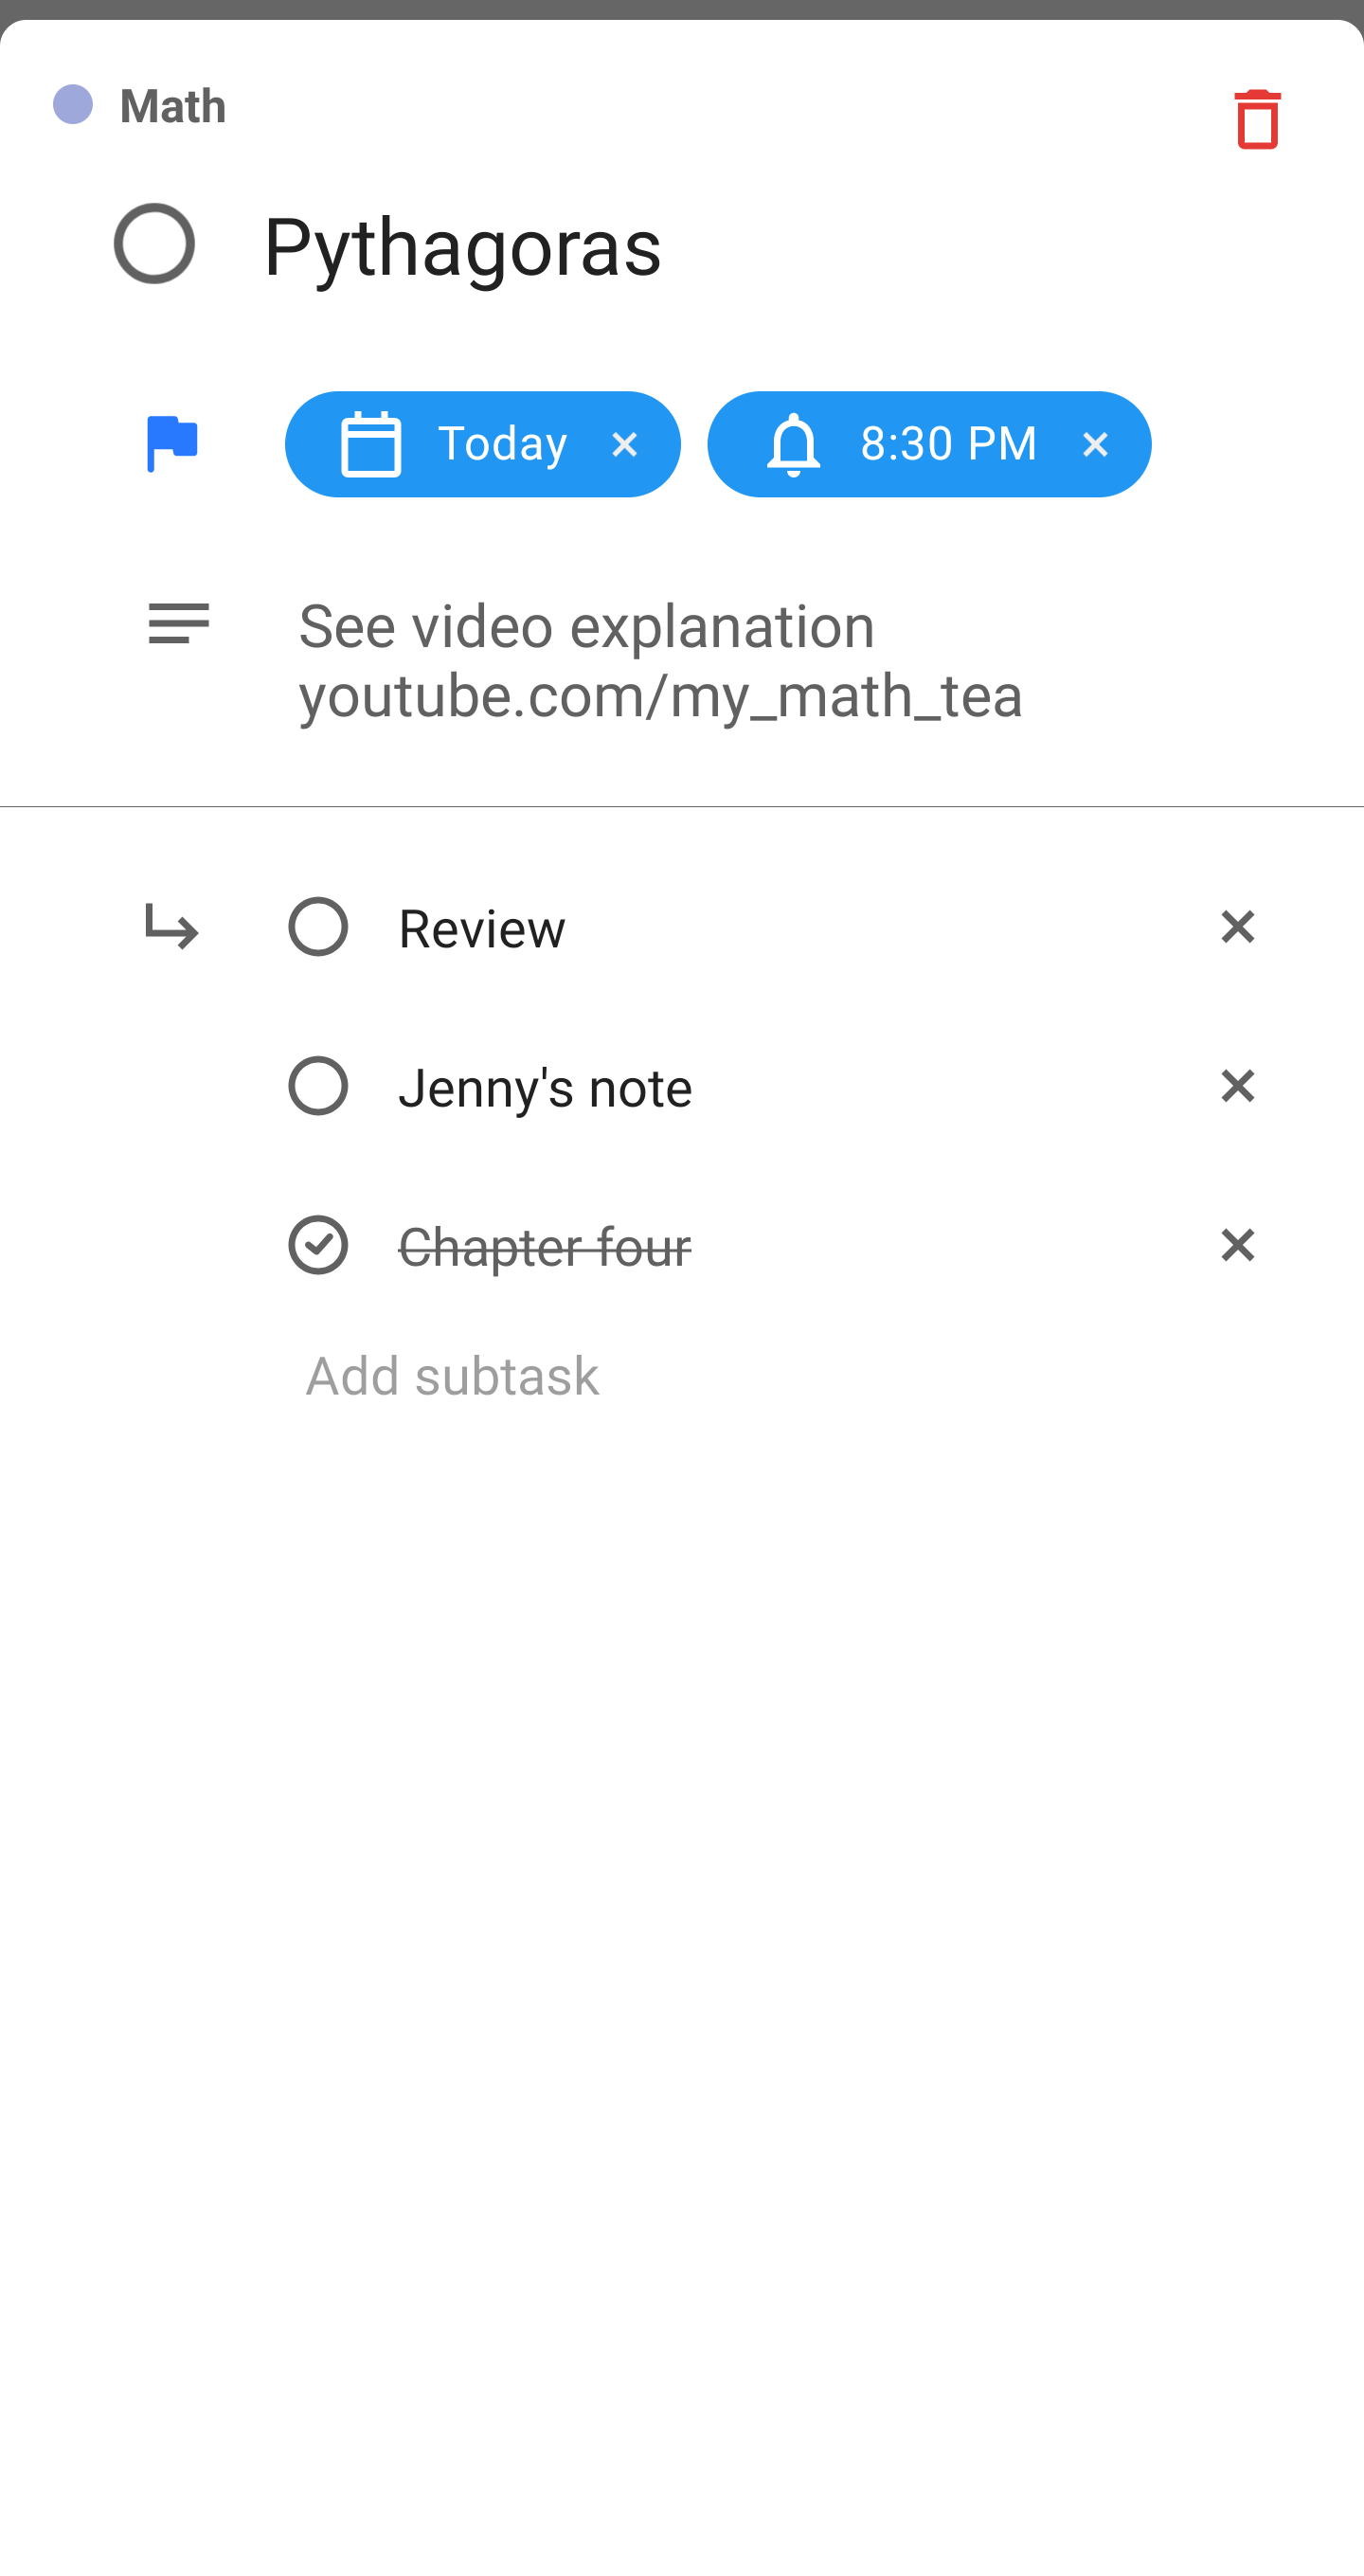 Math
Pythagoras
Today
8:30 PM
See video explanation
youtube.com/my_math_tea
Review
Jenny's note
Chapter four
Add subtask